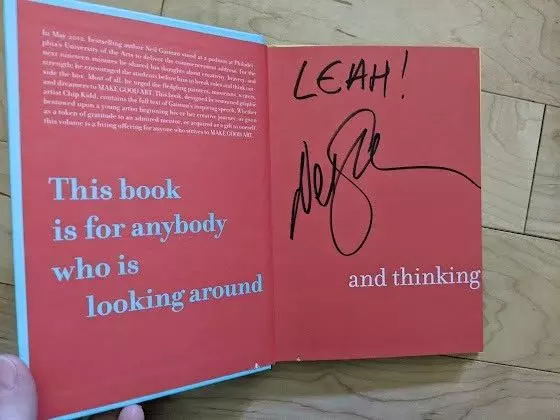 In May 2012, bestselling author Neil Gaiman stood at a podium at Philadel-
phia's University of the Arts to deliver the commencement address. For the
next nineteen minutes he shared his thoughts about creativity, bravery, and
strength; he encouraged the students before him to break rules and think out-
side the box. Most of all, he urged the fledgling painters, musicians, writers,
and dreamers to MAKE GOOD ART. This book, designed by renowned graphic
artist Chip Kidd, contains the full text of Gaiman's inspiring speech. Whether
bestowed upon a young artist beginning his or her creative journey, or given
as a token of gratitude to an admired mentor, or acquired as a gift to oneself,
this volume is a fitting offering for anyone who strives to MAKE GOOD ART.
This book
is for anybody
who is
looking around
LEAH!
and thinking